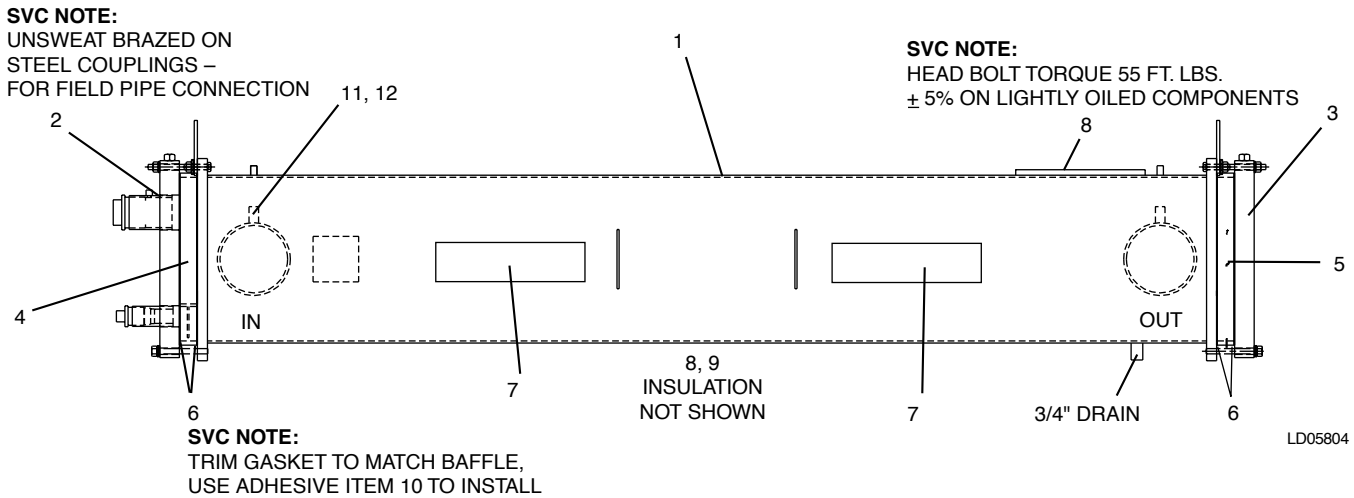 SVC NOTE:
UNSWEAT BRAZED ON
STEEL COUPLINGS –
FOR FIELD PIPE CONNECTION
2
11, 12
1
SVC NOTE:
HEAD BOLT TORQUE 55 FT. LBS.
± 5% ON LIGHTLY OILED COMPONENTS
8
3
4
IN
OUT
5
6
7
8, 9
INSULATION
NOT SHOWN
7
3/4" DRAIN
6
SVC NOTE:
TRIM GASKET TO MATCH BAFFLE,
USE ADHESIVE ITEM 10 TO INSTALL
LD05804